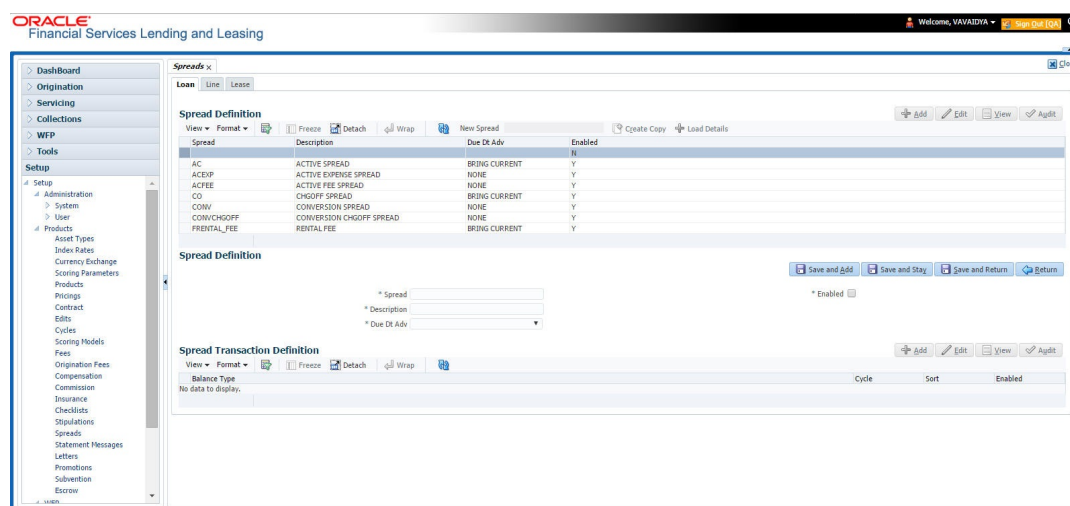 ORACLE
Financial Services Lending and Leasing
Welcome, VAVAIDYA
Sign Out [QA]
DashBoard
Origination
Servicing
Collections
WFP
Tools
Setup
Setup
Administration
System
User
Products
Asset Types
Index Rates
Currency Exchange
Scoring Parameters
Products
Pricings
Contract
Edits
Cycles
Scoring Models
Fees
Origination Fees
Compensation
Commission
Insurance
Checklists
Stipulations
Spreads
Statement Messages
Letters
Promotions
Subvention
Escrow
WFP
Spreads x
Clo
Loan Line Lease
Spread Definition
Add Edit View Audit
View Format Freeze Detach Wrap New Spread Create Copy Load Details
Spread Description Due Dt Adv Enabled
N
AC ACTIVE SPREAD BRING CURRENT Y
ACEXP ACTIVE EXPENSE SPREAD NONE Y
ACFEE ACTIVE FEE SPREAD NONE Y
CO CHGOFF SPREAD BRING CURRENT Y
CONV CONVERSION SPREAD NONE Y
CONVCHGOFF CONVERSION CHGOFF SPREAD NONE Y
FRENTAL_FEE RENTAL FEE BRING CURRENT Y
Spread Definition
Save and Add Save and Stay Save and Return Return
* Spread
* Enabled
* Description
* Due Dt Adv
Spread Transaction Definition
Add Edit View Audit
View Format Freeze Detach Wrap
Balance Type Cycle Sort Enabled
No data to display.